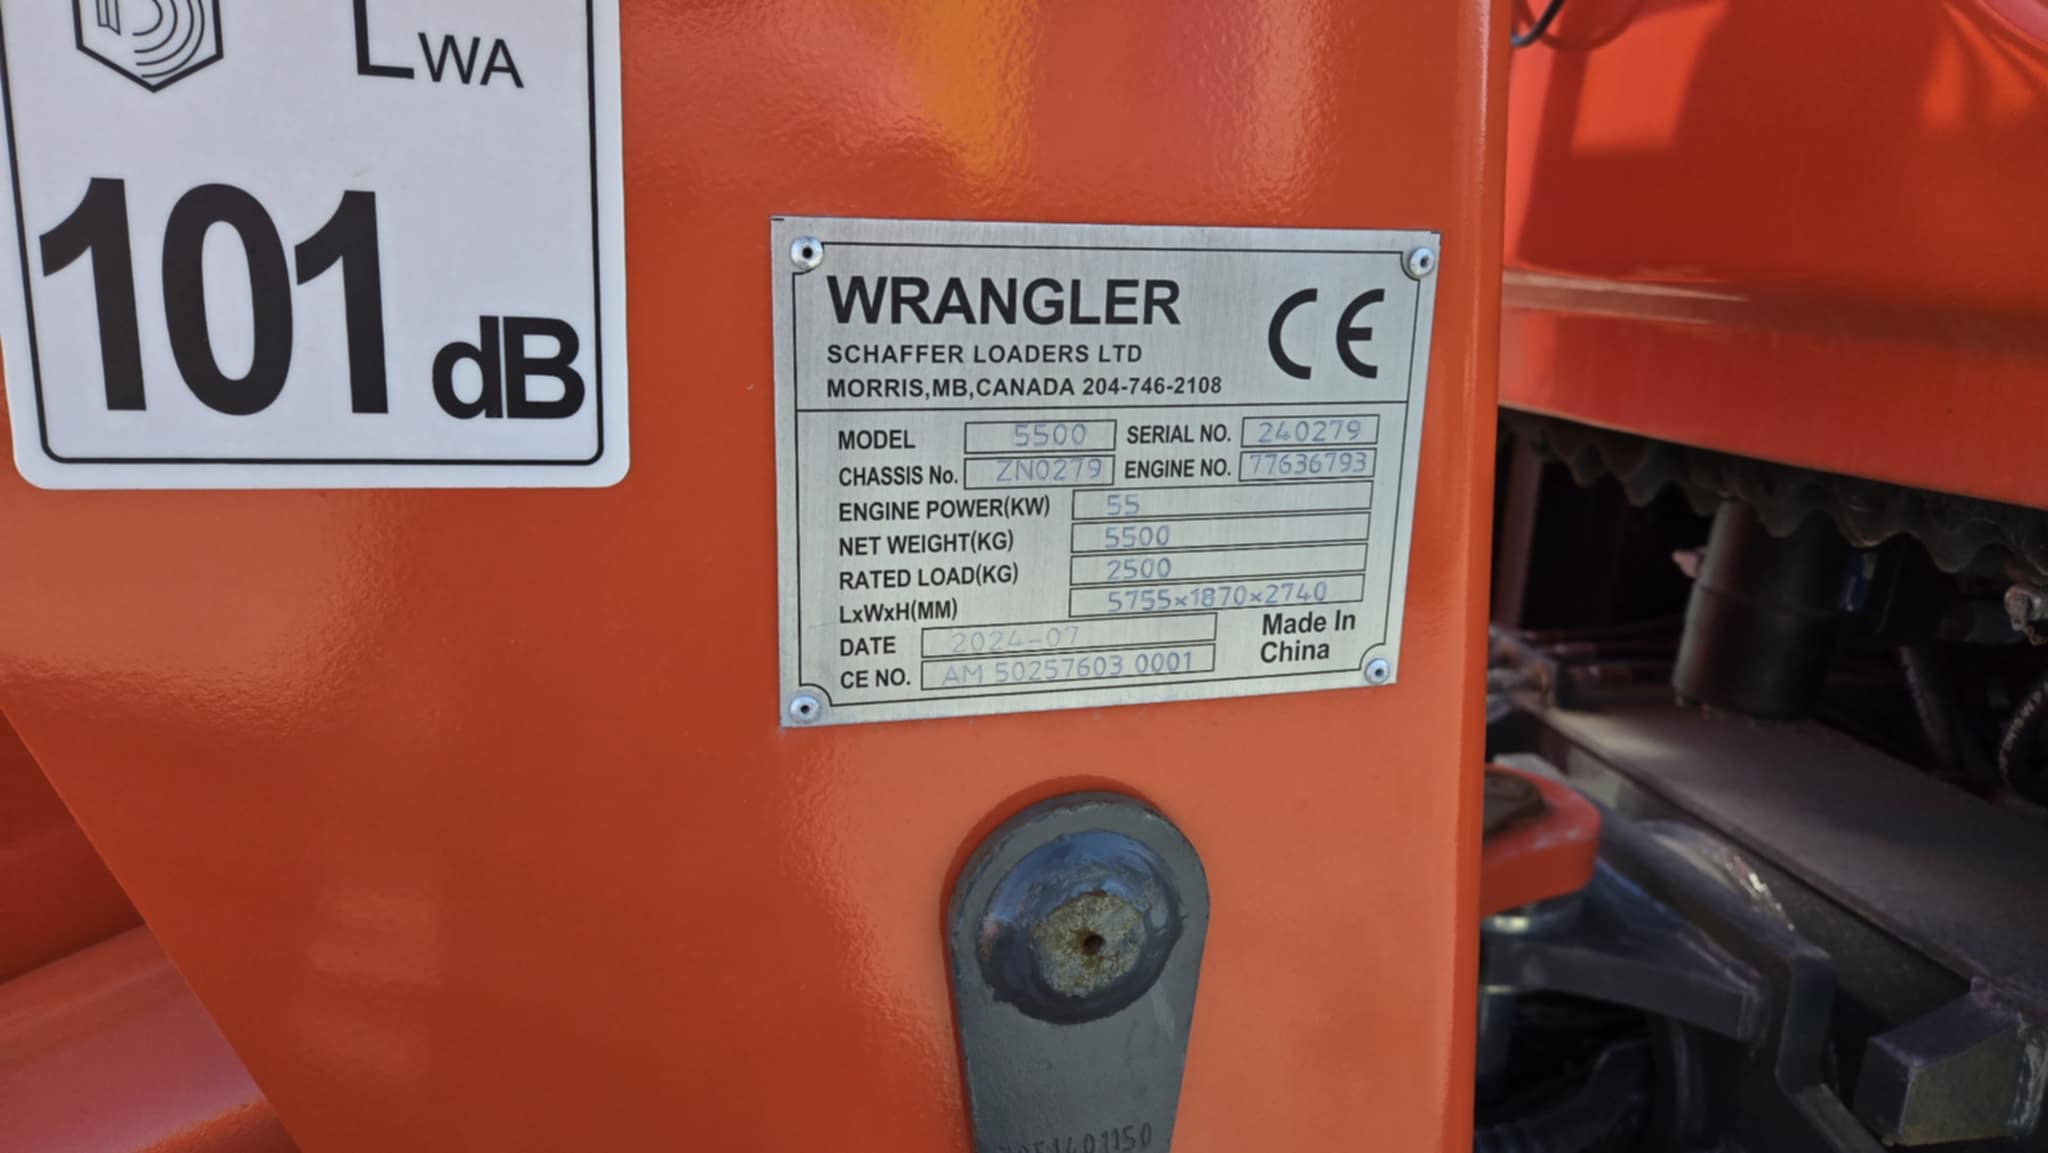 LWA
101 dB
WRANGLER
CE
SCHAFFER LOADERS LTD
MORRIS,MB,CANADA 204-746-2108
MODEL 5500 SERIAL NO. 240279
CHASSIS No. ZN0279 ENGINE NO. 77636793
ENGINE POWER(KW) 55
NET WEIGHT(KG) 5500
RATED LOAD(KG) 2500
LxWxH(MM) 5755×1870×2740
DATE 2024-07
CE NO. AM 50257603 0001
Made In
China